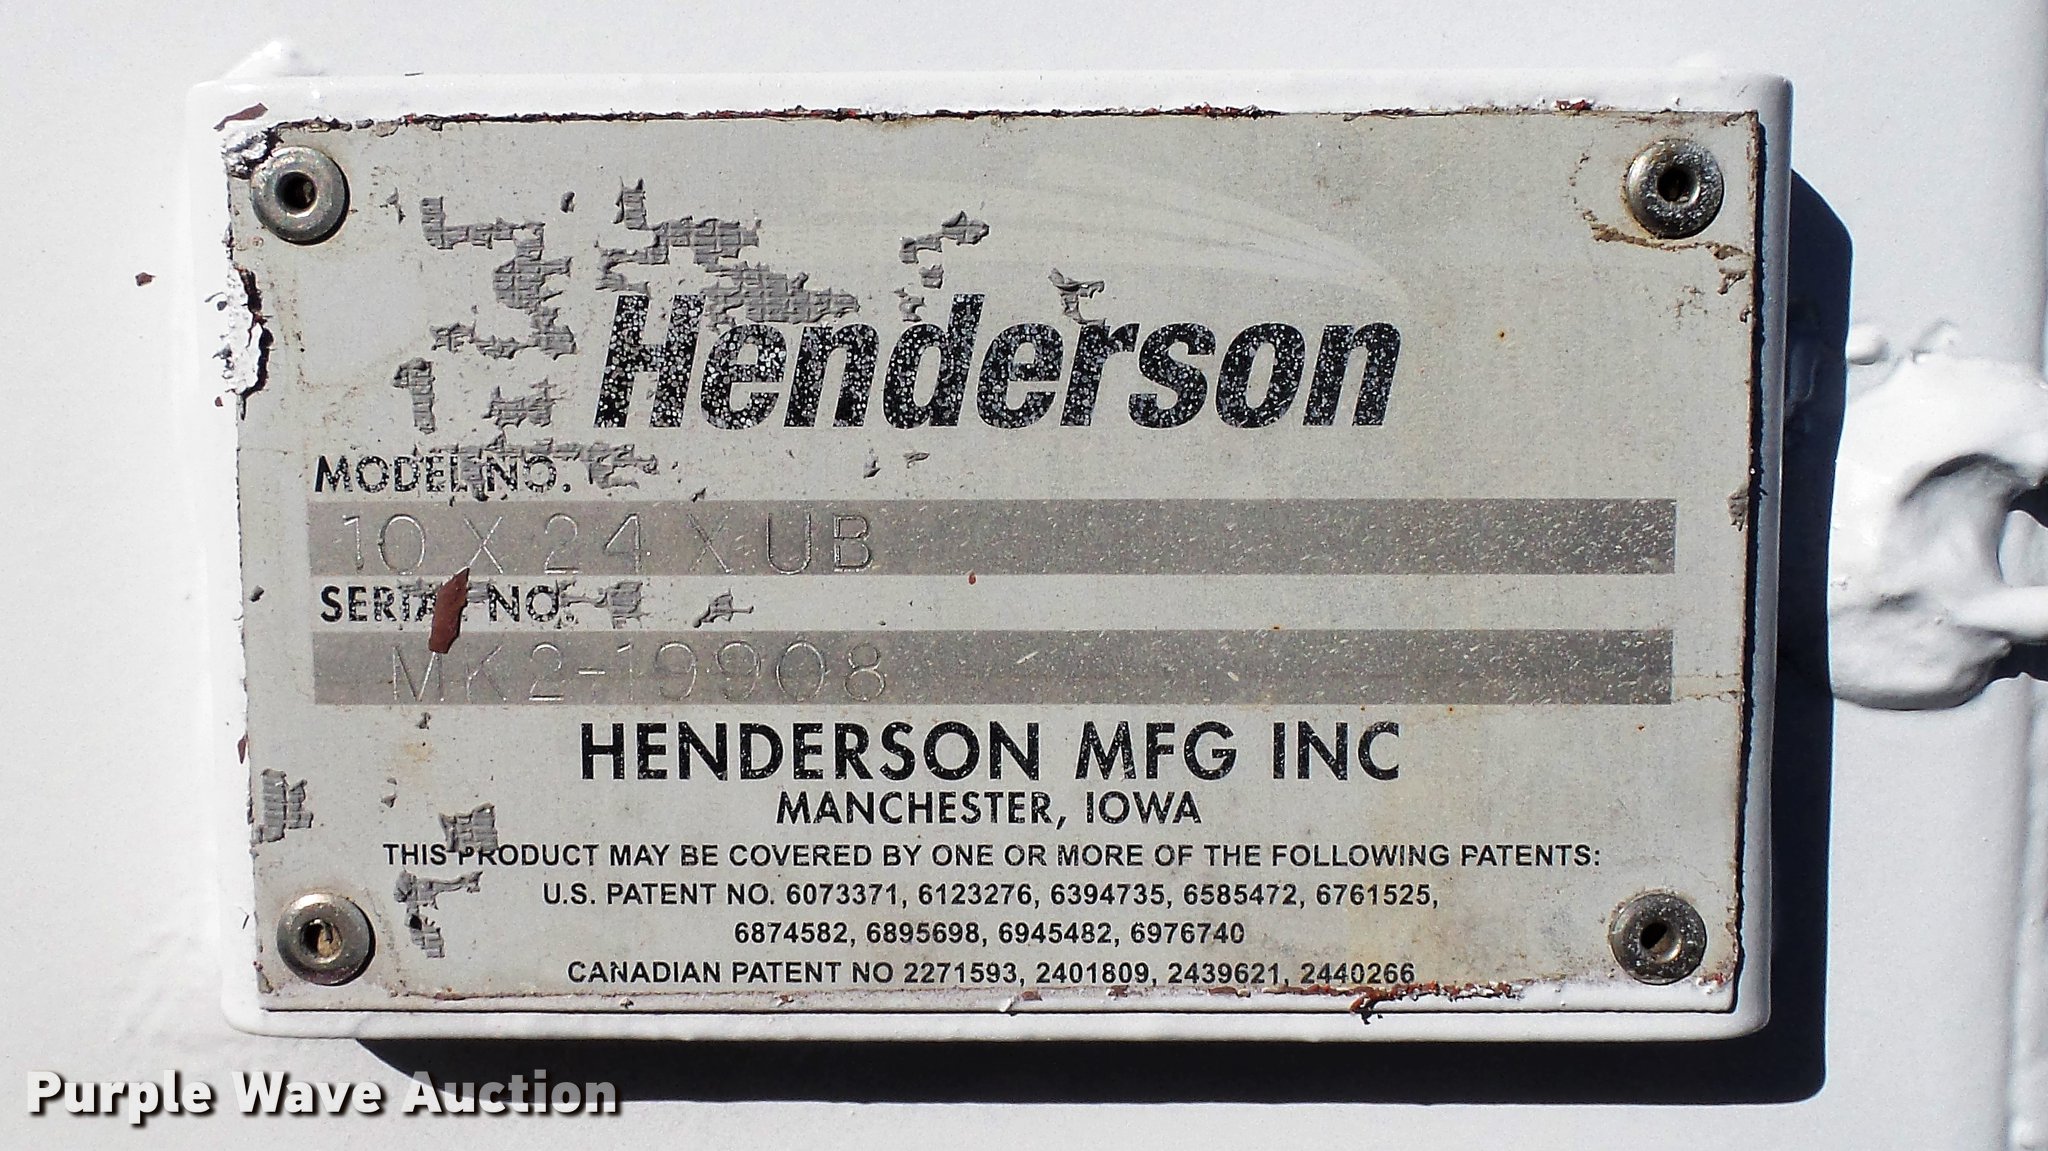 Henderson
MODEL NO.
10 X 24 X UB
SERIAL NO.
MK2-19908
HENDERSON MFG INC
MANCHESTER, IOWA
THIS PRODUCT MAY BE COVERED BY ONE OR MORE OF THE FOLLOWING PATENTS:
U.S. PATENT NO. 6073371, 6123276, 6394735, 6585472, 6761525,
6874582, 6895698, 6945482, 6976740
CANADIAN PATENT NO 2271593, 2401809, 2439621, 2440266
Purple Wave Auction